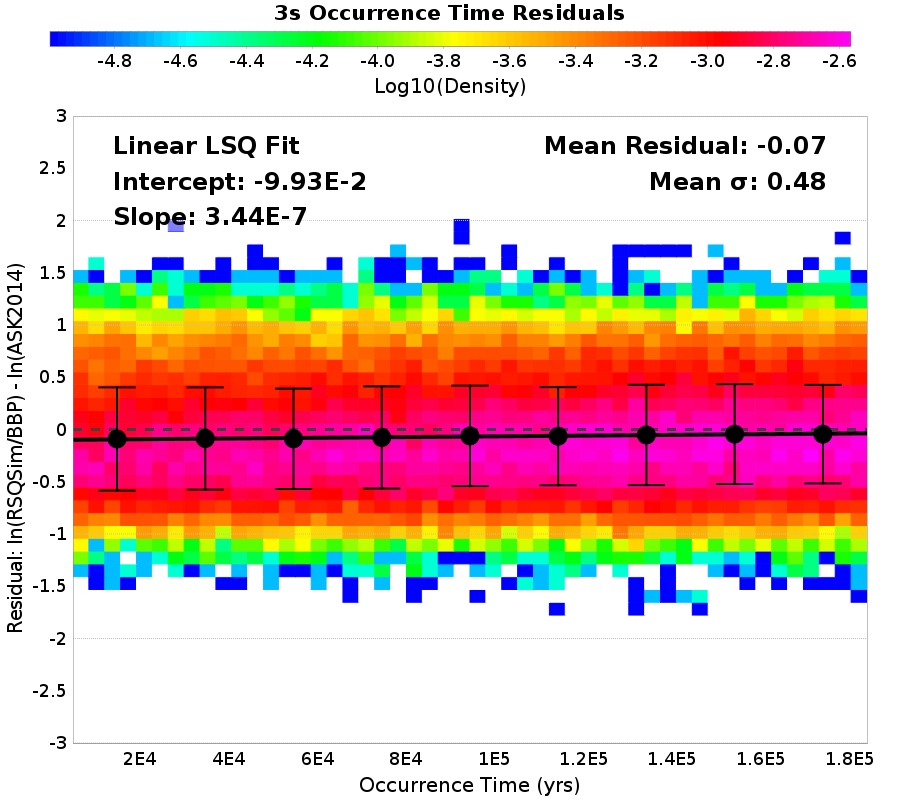 3s Occurrence Time Residuals
-4.8 -4.6 -4.4 -4.2 -4.0 -3.8 -3.6 -3.4 -3.2 -3.0 -2.8 -2.6
Log10(Density)
Linear LSQ Fit
Intercept: -9.93E-2
Slope: 3.44E-7
Mean Residual: -0.07
Mean σ: 0.48
3
2.5
2
1.5
1
0.5
0
-0.5
-1
-1.5
-2
-2.5
-3
Residual: ln(RSQSim/BBP) - ln(ASK2014)
2E4 4E4 6E4 8E4 1E5 1.2E5 1.4E5 1.6E5 1.8E5
Occurrence Time (yrs)